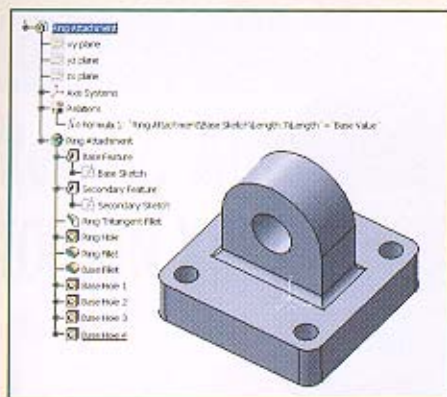 Ring Attachment
xy plane
yz plane
zx plane
Axis Systems
Relations
Formula 1: `Ring Attachment\Base Sketch\Length.7\Length` = `Base Value`
Ring Attachment
Base Feature
Base Sketch
Secondary Feature
Secondary Sketch
Ring Tritangent Fillet
Ring Hole
Ring Fillet
Base Fillet
Base Hole 1
Base Hole 2
Base Hole 3
Base Hole 4